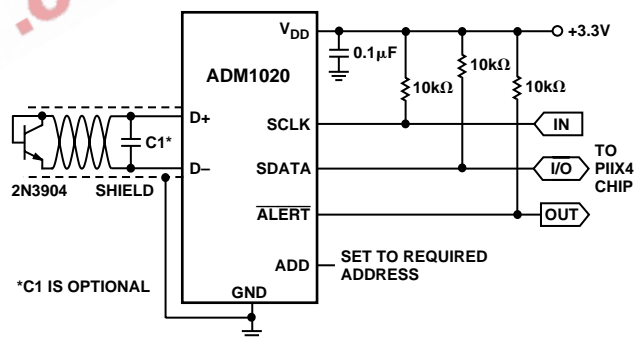 VDD
+3.3V
0.1μF
ADM1020
10kΩ
10kΩ
10kΩ
D+
C1*
SCLK
IN
D–
SDATA
I/O
TO
PIIX4
CHIP
2N3904
SHIELD
ALERT
OUT
ADD
SET TO REQUIRED
ADDRESS
*C1 IS OPTIONAL
GND